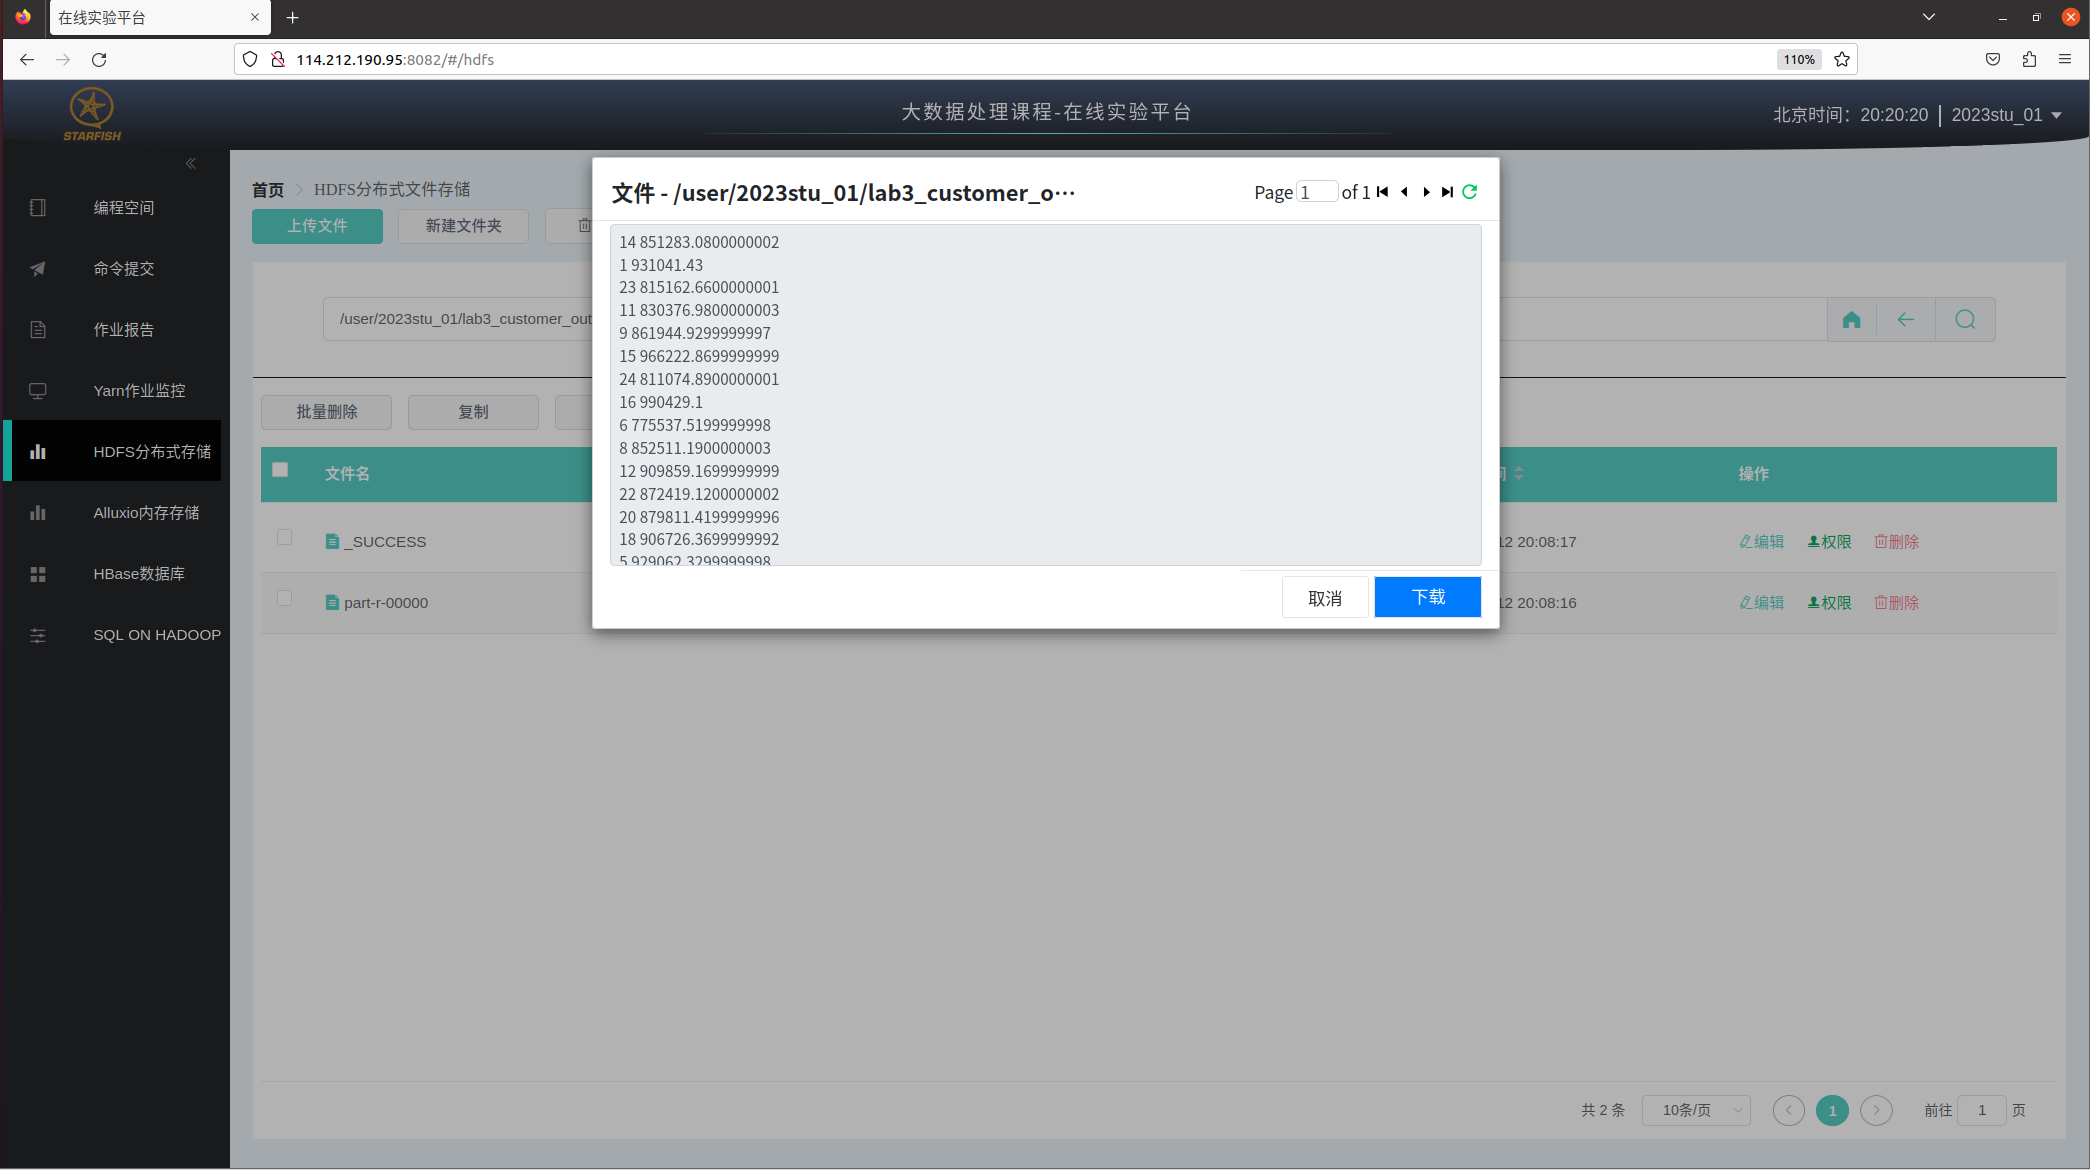 在线实验平台
114.212.190.95:8082/#/hdfs
110%
STARFISH
大数据处理课程-在线实验平台
北京时间：20:20:20
2023stu_01
编程空间
命令提交
作业报告
Yarn作业监控
HDFS分布式存储
Alluxio内存存储
HBase数据库
SQL ON HADOOP
首页
HDFS分布式文件存储
上传文件
新建文件夹
/user/2023stu_01/lab3_customer_out
批量删除
复制
文件名
操作
_SUCCESS
12 20:08:17
编辑
权限
删除
part-r-00000
12 20:08:16
编辑
权限
删除
文件 - /user/2023stu_01/lab3_customer_o···
Page 1 of 1
14 851283.0800000002
1 931041.43
23 815162.6600000001
11 830376.9800000003
9 861944.9299999997
15 966222.8699999999
24 811074.8900000001
16 990429.1
6 775537.5199999998
8 852511.1900000003
12 909859.1699999999
22 872419.1200000002
20 879811.4199999996
18 906726.3699999992
5 929062.3299999998
取消
下载
共 2 条
10条/页
1
前往 1 页